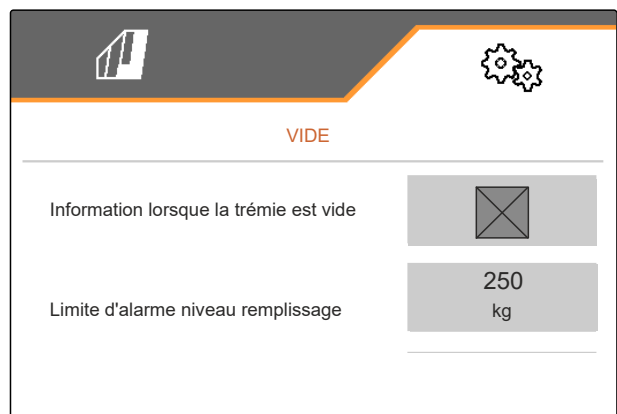 VIDE
Information lorsque la trémie est vide
Limite d'alarme niveau remplissage
250
kg